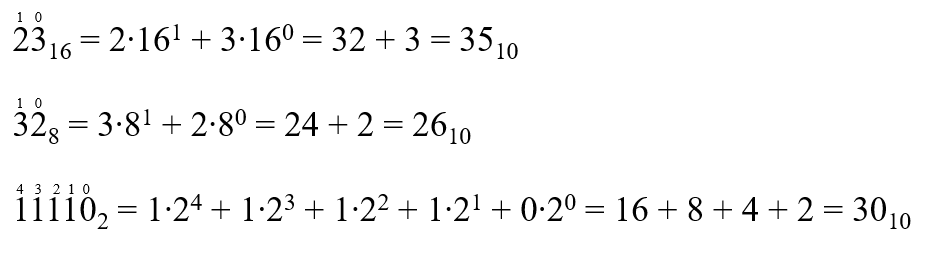 1 0
23₁₆ = 2·16¹ + 3·16⁰ = 32 + 3 = 35₁₀
1 0
32₈ = 3·8¹ + 2·8⁰ = 24 + 2 = 26₁₀
4 3 2 1 0
11110₂ = 1·2⁴ + 1·2³ + 1·2² + 1·2¹ + 0·2⁰ = 16 + 8 + 4 + 2 = 30₁₀